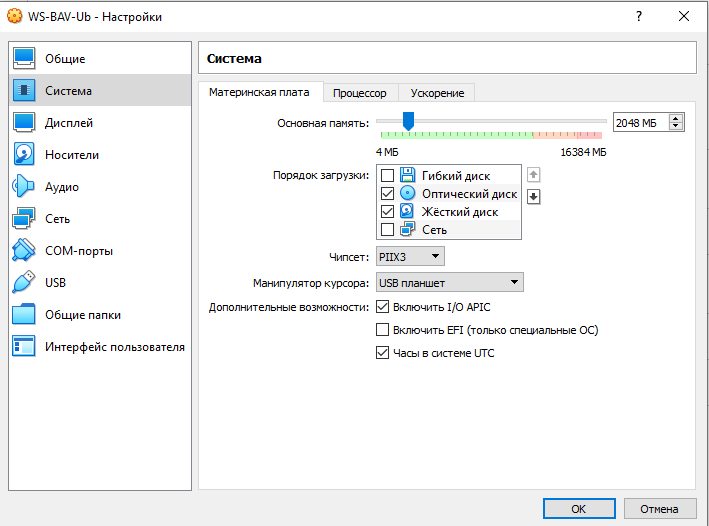 WS-BAV-Ub - Настройки ? ×
Общие
Система
Дисплей
Носители
Аудио
Сеть
COM-порты
USB
Общие папки
Интерфейс пользователя
Система
Материнская плата Процессор Ускорение
Основная память: 2048 МБ
4 МБ 16384 МБ
Порядок загрузки: Гибкий диск
Оптический диск
Жёсткий диск
Сеть
Чипсет: PIIX3
Манипулятор курсора: USB планшет
Дополнительные возможности: Включить I/O APIC
Включить EFI (только специальные ОС)
Часы в системе UTC
OK Отмена